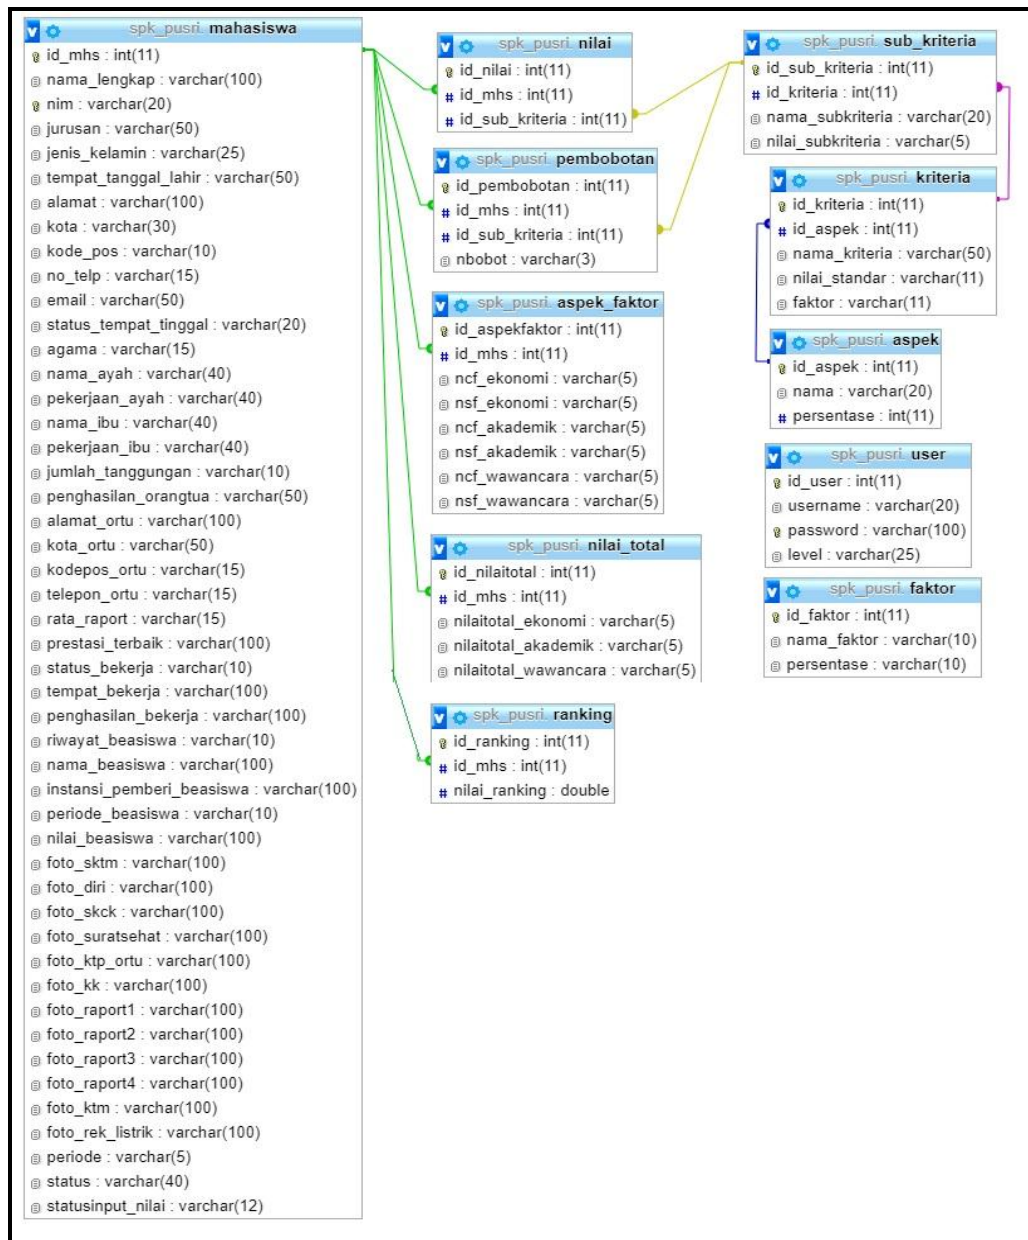 spk_pusri. mahasiswa
id_mhs : int(11)
nama_lengkap : varchar(100)
nim : varchar(20)
jurusan : varchar(50)
jenis_kelamin : varchar(25)
tempat_tanggal_lahir : varchar(50)
alamat : varchar(100)
kota : varchar(30)
kode_pos : varchar(10)
no_telp : varchar(15)
email : varchar(50)
status_tempat_tinggal : varchar(20)
agama : varchar(15)
nama_ayah : varchar(40)
pekerjaan_ayah : varchar(40)
nama_ibu : varchar(40)
pekerjaan_ibu : varchar(40)
jumlah_tanggungan : varchar(10)
penghasilan_orangtua : varchar(50)
alamat_ortu : varchar(100)
kota_ortu : varchar(50)
kodepos_ortu : varchar(15)
telepon_ortu : varchar(15)
rata_raport : varchar(15)
prestasi_terbaik : varchar(100)
status_bekerja : varchar(10)
tempat_bekerja : varchar(100)
penghasilan_bekerja : varchar(100)
riwayat_beasiswa : varchar(10)
nama_beasiswa : varchar(100)
instansi_pemberi_beasiswa : varchar(100)
periode_beasiswa : varchar(10)
nilai_beasiswa : varchar(100)
foto_sktm : varchar(100)
foto_diri : varchar(100)
foto_skck : varchar(100)
foto_suratsehat : varchar(100)
foto_ktp_ortu : varchar(100)
foto_kk : varchar(100)
foto_raport1 : varchar(100)
foto_raport2 : varchar(100)
foto_raport3 : varchar(100)
foto_raport4 : varchar(100)
foto_ktm : varchar(100)
foto_rek_listrik : varchar(100)
periode : varchar(5)
status : varchar(40)
statusinput_nilai : varchar(12)
spk_pusri. nilai
id_nilai : int(11)
id_mhs : int(11)
id_sub_kriteria : int(11)
spk_pusri. pembobotan
id_pembobotan : int(11)
id_mhs : int(11)
id_sub_kriteria : int(11)
nbobot : varchar(3)
spk_pusri. aspek_faktor
id_aspekfaktor : int(11)
id_mhs : int(11)
ncf_ekonomi : varchar(5)
nsf_ekonomi : varchar(5)
ncf_akademik : varchar(5)
nsf_akademik : varchar(5)
ncf_wawancara : varchar(5)
nsf_wawancara : varchar(5)
spk_pusri. nilai_total
id_nilaitotal : int(11)
id_mhs : int(11)
nilaitotal_ekonomi : varchar(5)
nilaitotal_akademik : varchar(5)
nilaitotal_wawancara : varchar(5)
spk_pusri. ranking
id_ranking : int(11)
id_mhs : int(11)
nilai_ranking : double
spk_pusri. sub_kriteria
id_sub_kriteria : int(11)
id_kriteria : int(11)
nama_subkriteria : varchar(20)
nilai_subkriteria : varchar(5)
spk_pusri. kriteria
id_kriteria : int(11)
id_aspek : int(11)
nama_kriteria : varchar(50)
nilai_standar : varchar(11)
faktor : varchar(11)
spk_pusri. aspek
id_aspek : int(11)
nama : varchar(20)
persentase : int(11)
spk_pusri. user
id_user : int(11)
username : varchar(20)
password : varchar(100)
level : varchar(25)
spk_pusri. faktor
id_faktor : int(11)
nama_faktor : varchar(10)
persentase : varchar(10)